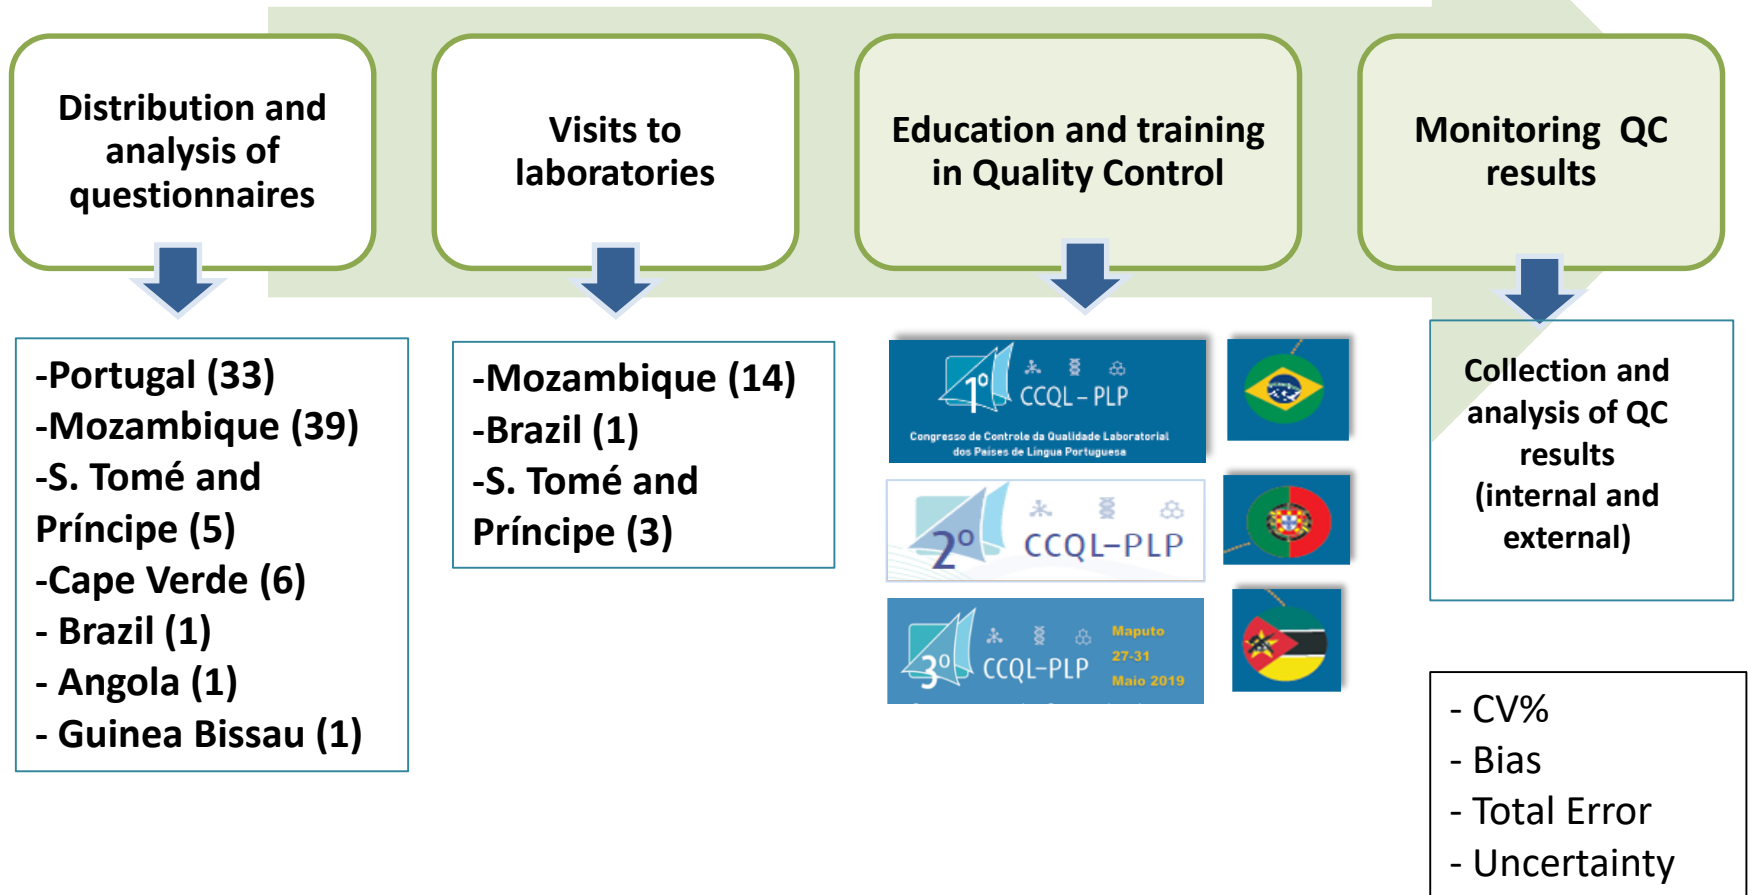 Distribution and
analysis of
questionnaires
Visits to
laboratories
Education and training
in Quality Control
Monitoring QC
results
-Portugal (33)
-Mozambique (39)
-S. Tomé and
Príncipe (5)
-Cape Verde (6)
- Brazil (1)
- Angola (1)
- Guinea Bissau (1)
-Mozambique (14)
-Brazil (1)
-S. Tomé and
Príncipe (3)
1º
CCQL – PLP
Congresso de Controle da Qualidade Laboratorial
dos Países de Língua Portuguesa
2º
CCQL–PLP
3º
CCQL–PLP
Maputo
27-31
Maio 2019
Collection and
analysis of QC
results
(internal and
external)
- CV%
- Bias
- Total Error
- Uncertainty